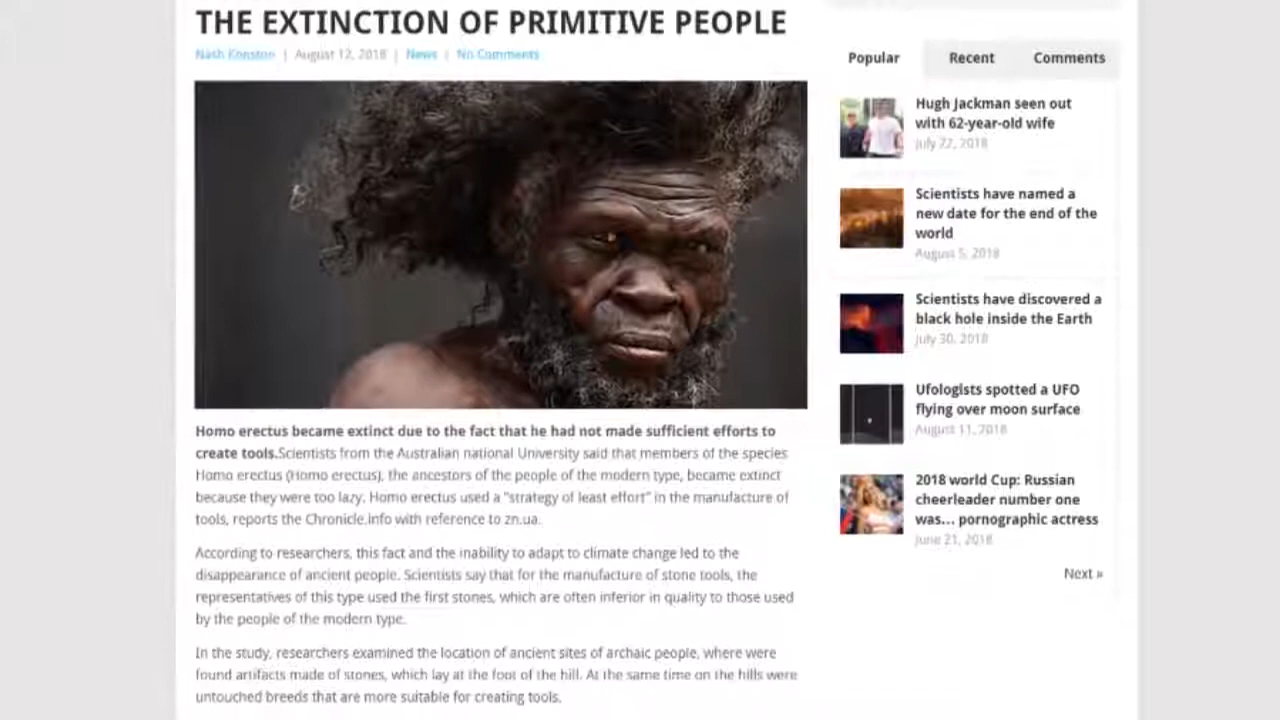 THE EXTINCTION OF PRIMITIVE PEOPLE
Nash Konston | August 12, 2018 | News | No Comments
Homo erectus became extinct due to the fact that he had not made sufficient efforts to
create tools.Scientists from the Australian national University said that members of the species
Homo erectus (Homo erectus), the ancestors of the people of the modern type, became extinct
because they were too lazy. Homo erectus used a "strategy of least effort" in the manufacture of
tools, reports the Chronicle.info with reference to zn.ua.
According to researchers, this fact and the inability to adapt to climate change led to the
disappearance of ancient people. Scientists say that for the manufacture of stone tools, the
representatives of this type used the first stones, which are often inferior in quality to those used
by the people of the modern type.
In the study, researchers examined the location of ancient sites of archaic people, where were
found artifacts made of stones, which lay at the foot of the hill. At the same time on the hills were
untouched breeds that are more suitable for creating tools.
Popular
Recent
Comments
Hugh Jackman seen out
with 62-year-old wife
July 22, 2018
Scientists have named a
new date for the end of the
world
August 5, 2018
Scientists have discovered a
black hole inside the Earth
July 30, 2018
Ufologists spotted a UFO
flying over moon surface
August 11, 2018
2018 world Cup: Russian
cheerleader number one
was... pornographic actress
June 21, 2018
Next »